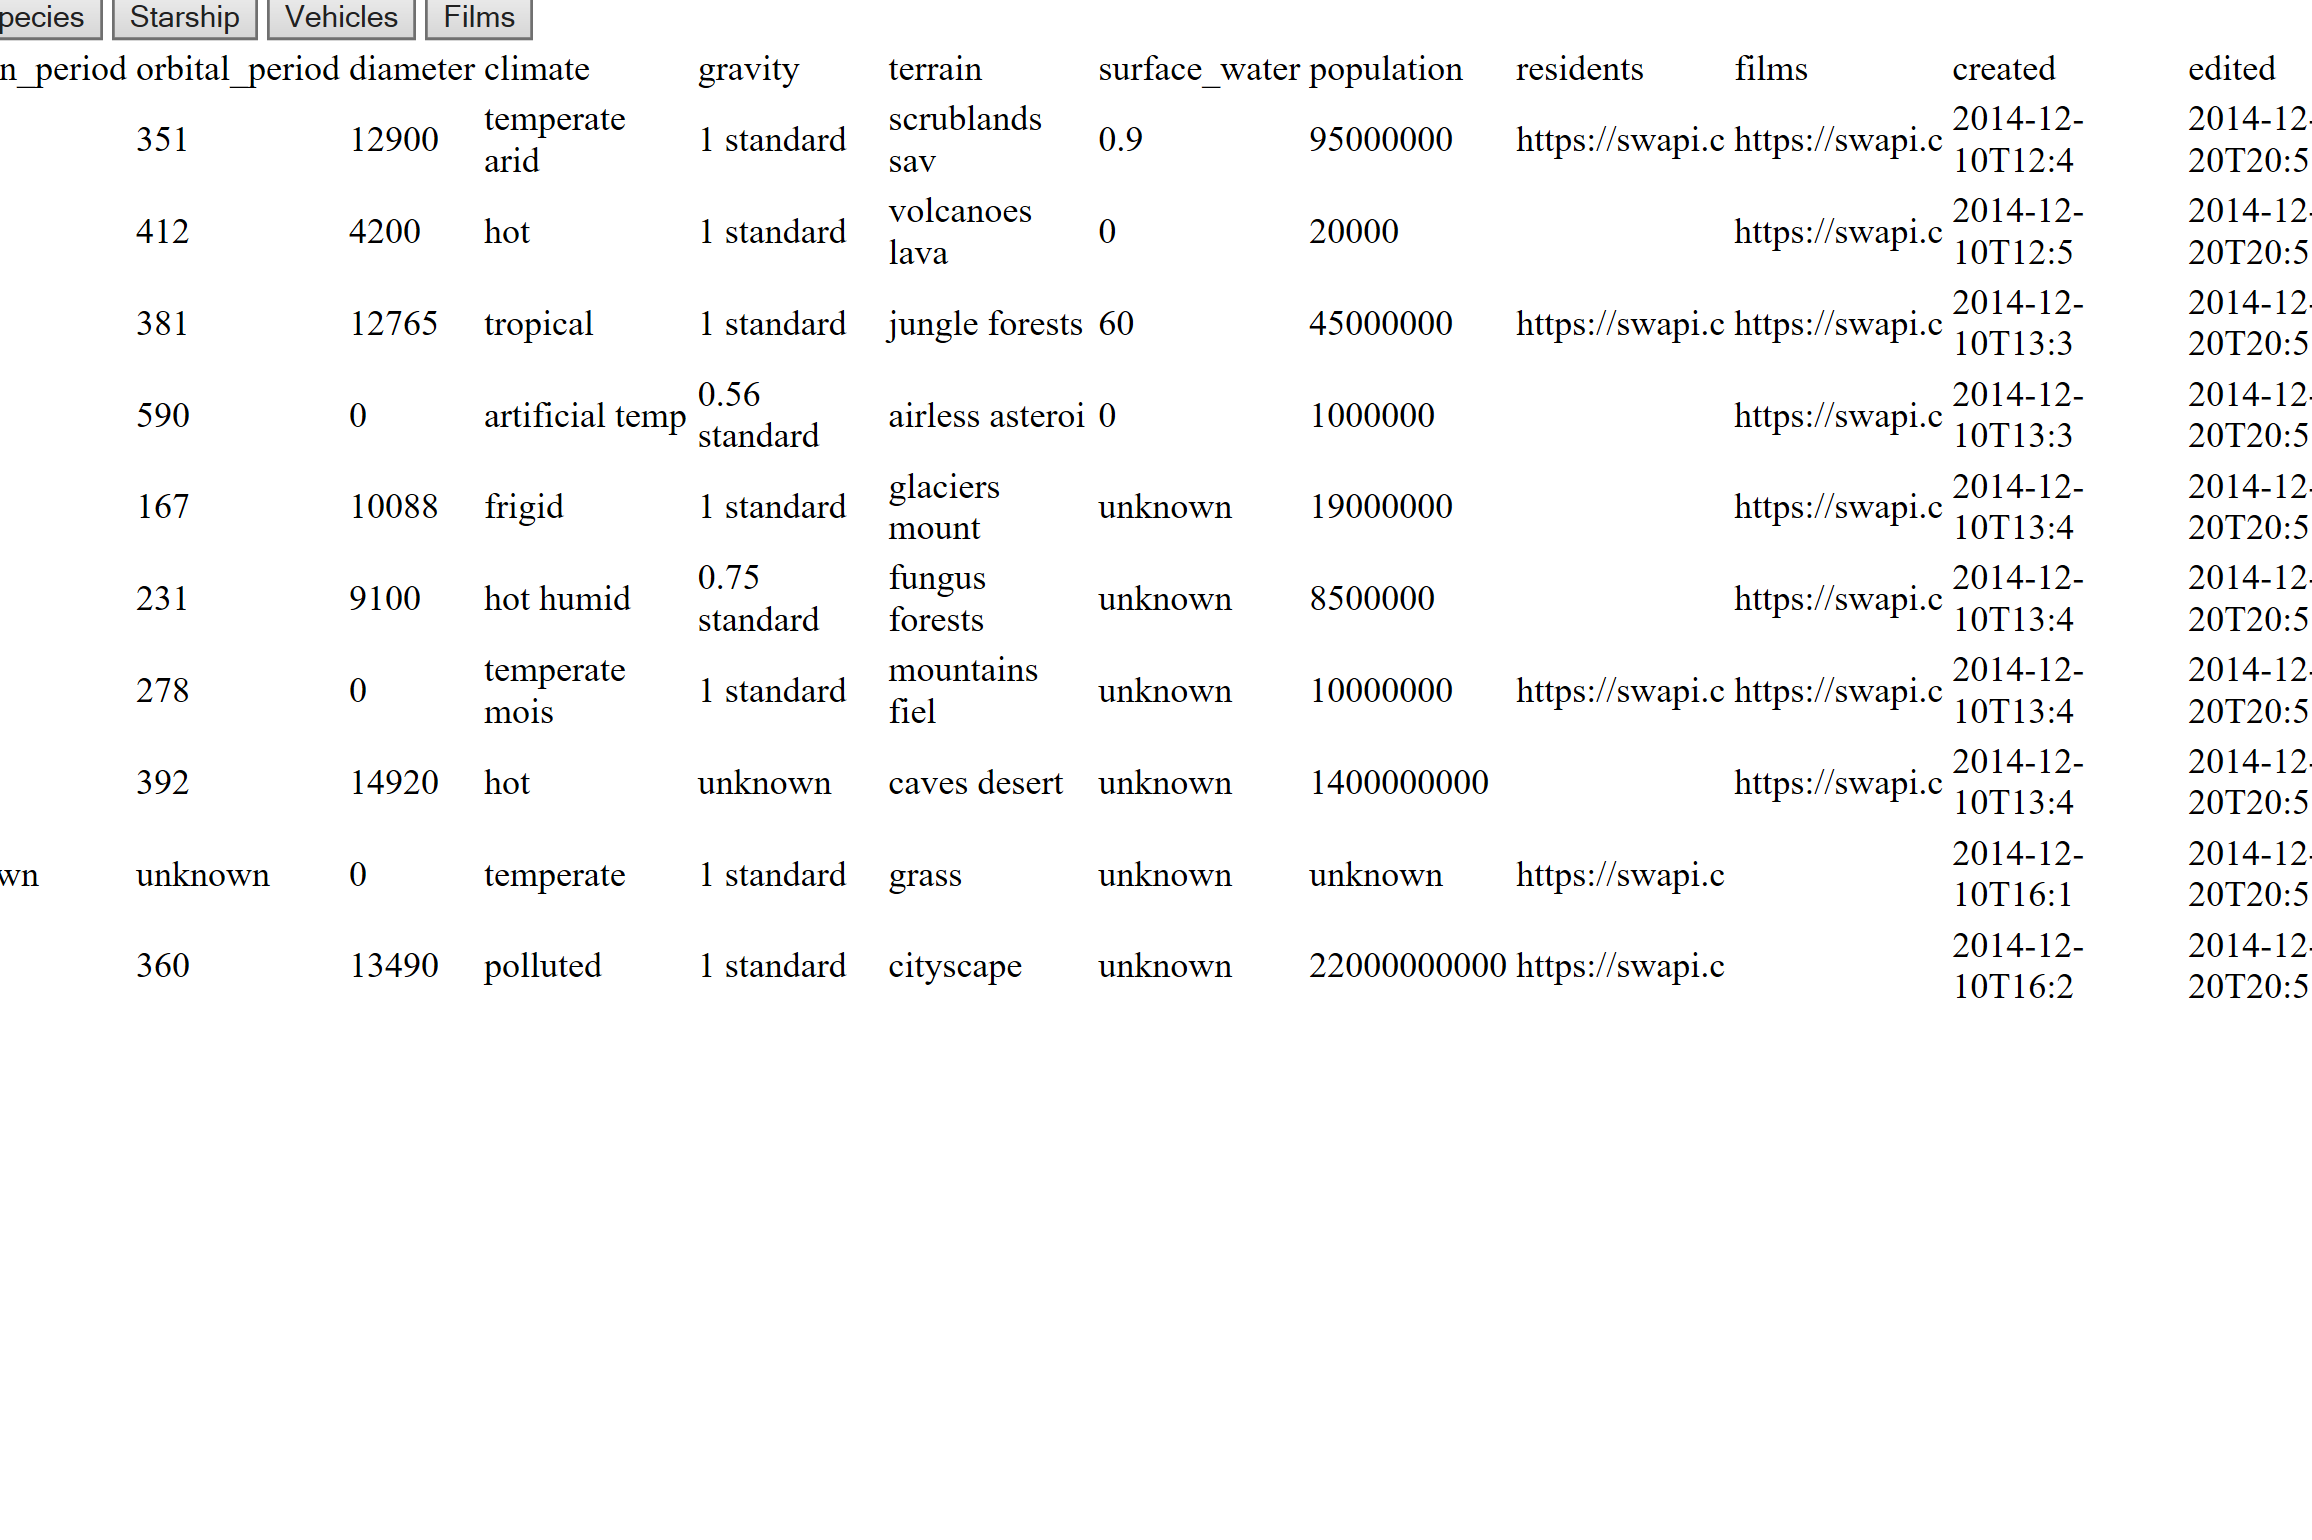 pecies Starship Vehicles Films
n_period orbital_period diameter climate gravity terrain surface_water population residents films created edited
351 12900 temperate arid 1 standard scrublands sav 0.9 95000000 https://swapi.c https://swapi.c 2014-12-10T12:4 2014-12-20T20:5
412 4200 hot 1 standard volcanoes lava 0 20000 https://swapi.c 2014-12-10T12:5 2014-12-20T20:5
381 12765 tropical 1 standard jungle forests 60 45000000 https://swapi.c https://swapi.c 2014-12-10T13:3 2014-12-20T20:5
590 0 artificial temp 0.56 standard airless asteroi 0 1000000 https://swapi.c 2014-12-10T13:3 2014-12-20T20:5
167 10088 frigid 1 standard glaciers mount unknown 19000000 https://swapi.c 2014-12-10T13:4 2014-12-20T20:5
231 9100 hot humid 0.75 standard fungus forests unknown 8500000 https://swapi.c 2014-12-10T13:4 2014-12-20T20:5
278 0 temperate mois 1 standard mountains fiel unknown 10000000 https://swapi.c https://swapi.c 2014-12-10T13:4 2014-12-20T20:5
392 14920 hot unknown caves desert unknown 1400000000 https://swapi.c 2014-12-10T13:4 2014-12-20T20:5
wn unknown 0 temperate 1 standard grass unknown unknown https://swapi.c 2014-12-10T16:1 2014-12-20T20:5
360 13490 polluted 1 standard cityscape unknown 22000000000 https://swapi.c 2014-12-10T16:2 2014-12-20T20:5